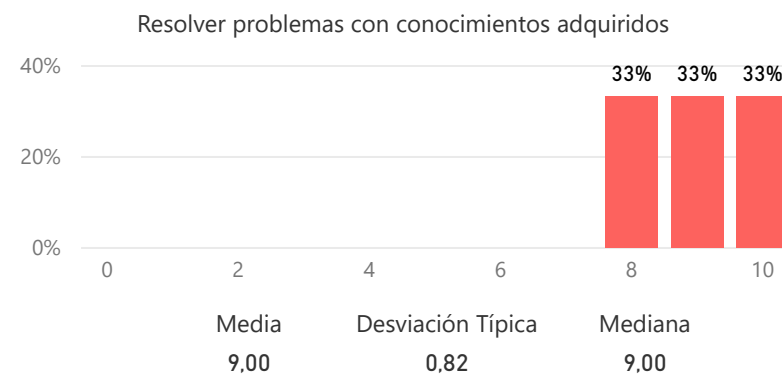 Resolver problemas con conocimientos adquiridos
40%
33% 33% 33%
20%
0%
0 2 4 6 8 10
Media Desviación Típica Mediana
9,00 0,82 9,00